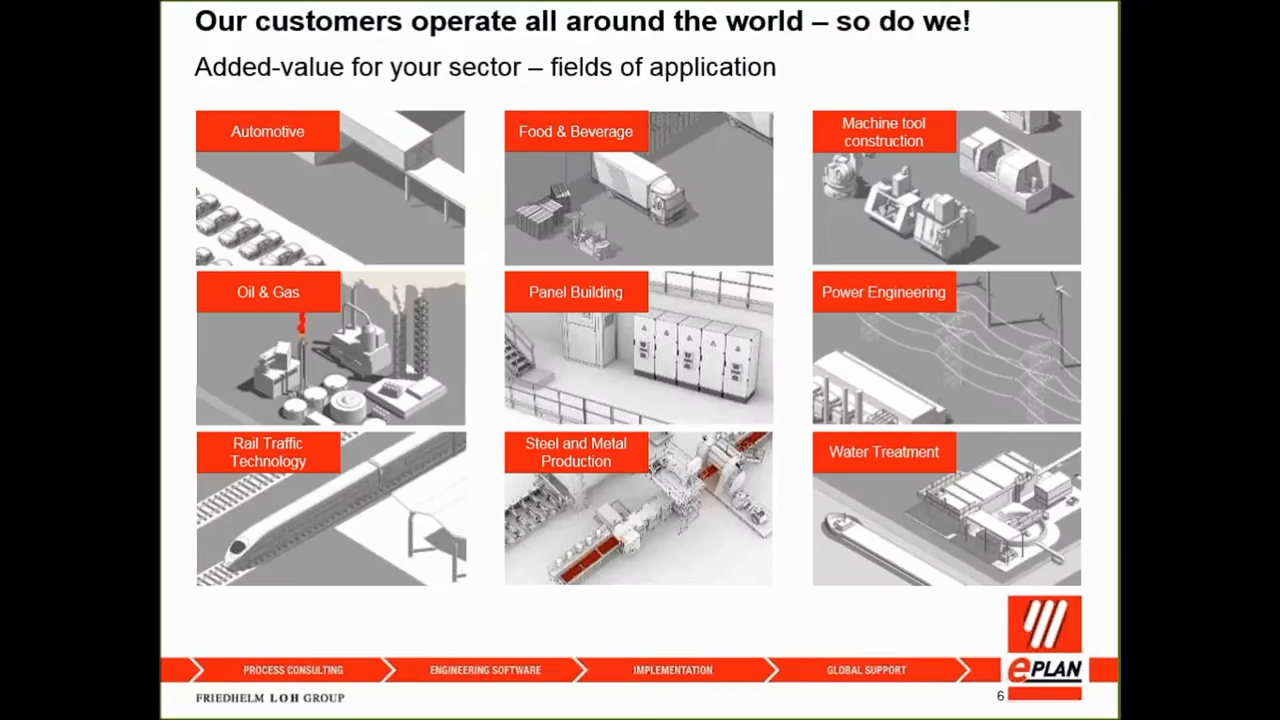 Our customers operate all around the world – so do we!
Added-value for your sector – fields of application
Automotive
Food & Beverage
Machine tool
construction
Oil & Gas
Panel Building
Power Engineering
Rail Traffic
Technology
Steel and Metal
Production
Water Treatment
PROCESS CONSULTING
ENGINEERING SOFTWARE
IMPLEMENTATION
GLOBAL SUPPORT
ePLAN
FRIEDHELM LOH GROUP
6